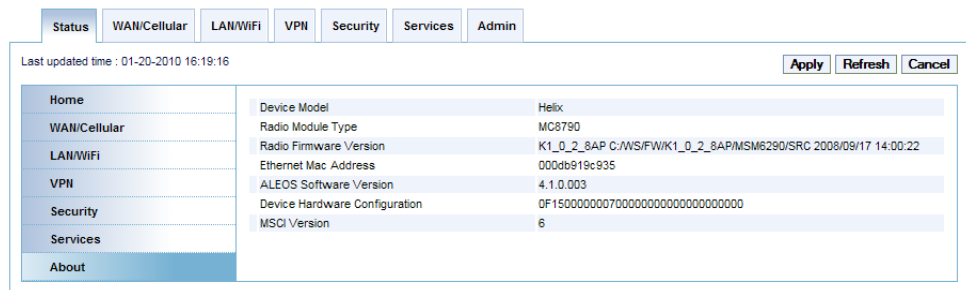 Status WAN/Cellular LAN/WiFi VPN Security Services Admin
Last updated time : 01-20-2010 16:19:16 Apply Refresh Cancel
Home
WAN/Cellular
LAN/WiFi
VPN
Security
Services
About
Device Model Helix
Radio Module Type MC8790
Radio Firmware Version K1_0_2_8AP C:/WS/FW/K1_0_2_8AP/MSM6290/SRC 2008/09/17 14:00:22
Ethernet Mac Address 000db919c935
ALEOS Software Version 4.1.0.003
Device Hardware Configuration 0F150000000700000000000000000000
MSCI Version 6